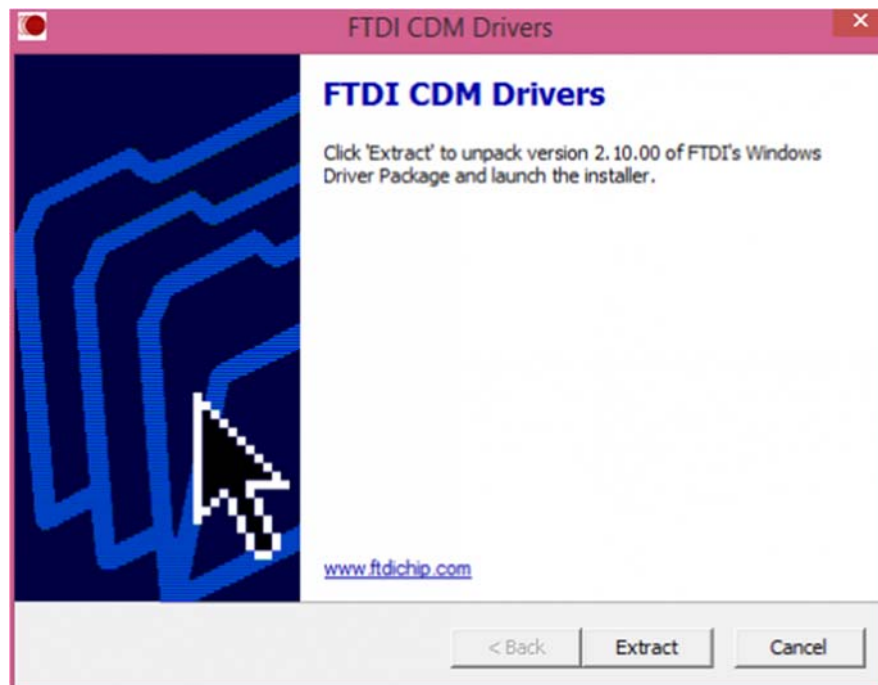 FTDI CDM Drivers
FTDI CDM Drivers
Click 'Extract' to unpack version 2.10.00 of FTDI's Windows
Driver Package and launch the installer.
www.ftdichip.com
< Back
Extract
Cancel